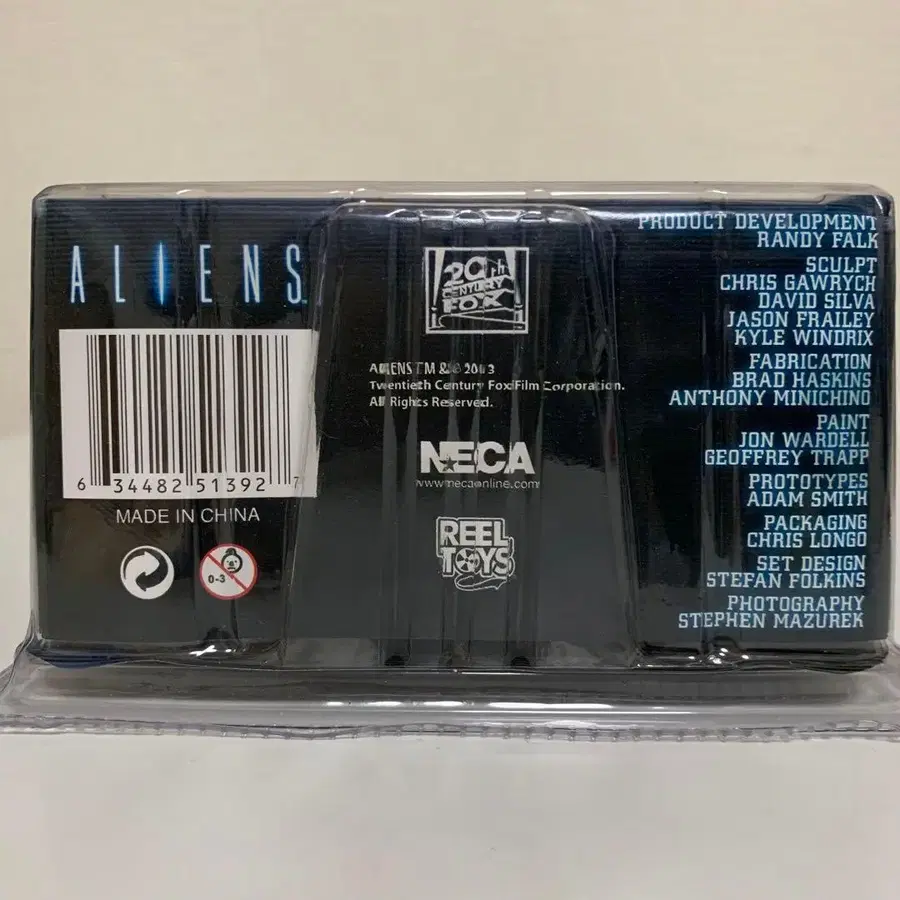 ALIENS
6 34482 51392 7
MADE IN CHINA
0-3
20th
CENTURY
FOX
ALIENS TM & © 2013
Twentieth Century Fox Film Corporation.
All Rights Reserved.
NECA
www.necaonline.com
REEL
TOYS
PRODUCT DEVELOPMENT
RANDY FALK
SCULPT
CHRIS GAWRYCH
DAVID SILVA
JASON FRAILEY
KYLE WINDRIX
FABRICATION
BRAD HASKINS
ANTHONY MINICHINO
PAINT
JON WARDELL
GEOFFREY TRAPP
PROTOTYPES
ADAM SMITH
PACKAGING
CHRIS LONGO
SET DESIGN
STEFAN FOLKINS
PHOTOGRAPHY
STEPHEN MAZUREK